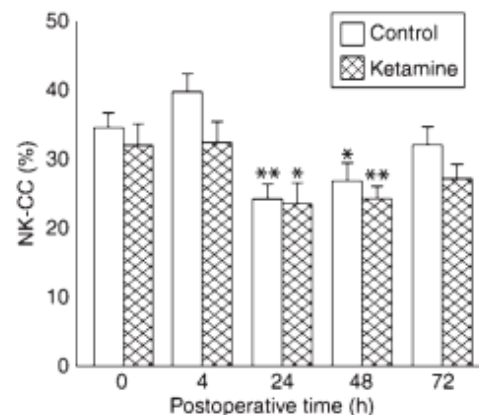 50
40
30
20
10
0
NK-CC (%)
Control
Ketamine
** *
* **
0 4 24 48 72
Postoperative time (h)